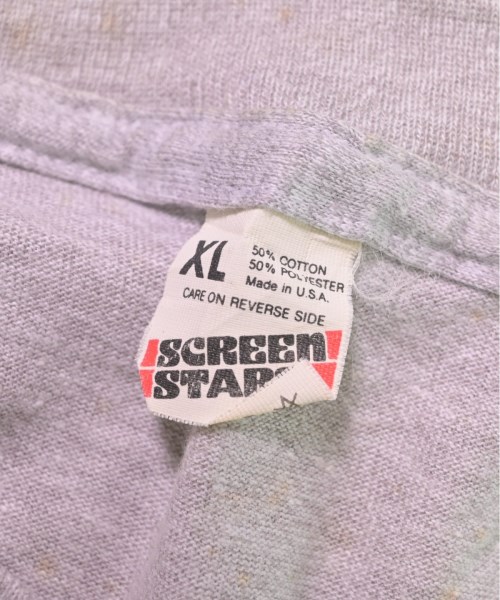 XL
50% COTTON
50% POLYESTER
Made in U.S.A.
CARE ON REVERSE SIDE
SCREEN
STARS